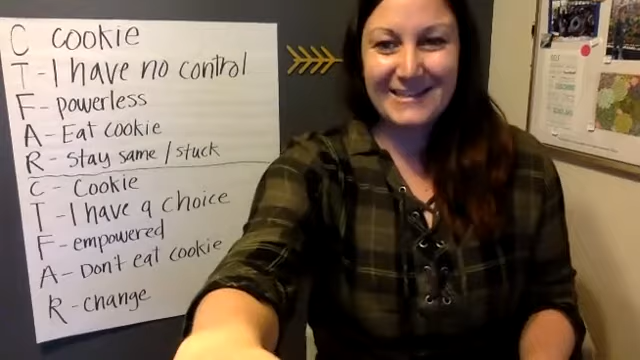 C cookie
T - I have no control
F - powerless
A - Eat cookie
R - stay same / stuck
C - Cookie
T - I have a choice
F - empowered
A - Don't eat cookie
R - change